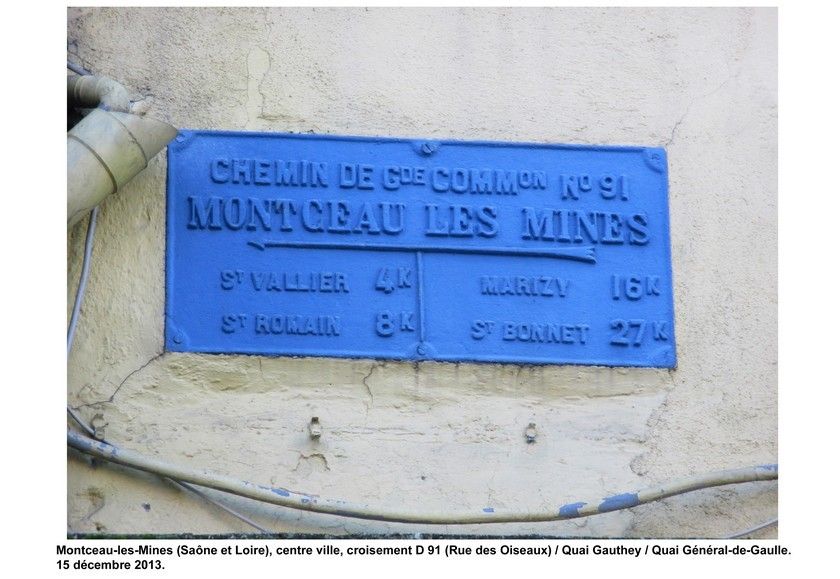 CHEMIN DE GDE COMMON NO 91
MONTCEAU LES MINES
ST VALLIER 4K MARIZY 16K
ST ROMAIN 8K ST BONNET 27K
Montceau-les-Mines (Saône et Loire), centre ville, croisement D 91 (Rue des Oiseaux) / Quai Gauthey / Quai Général-de-Gaulle.
15 décembre 2013.